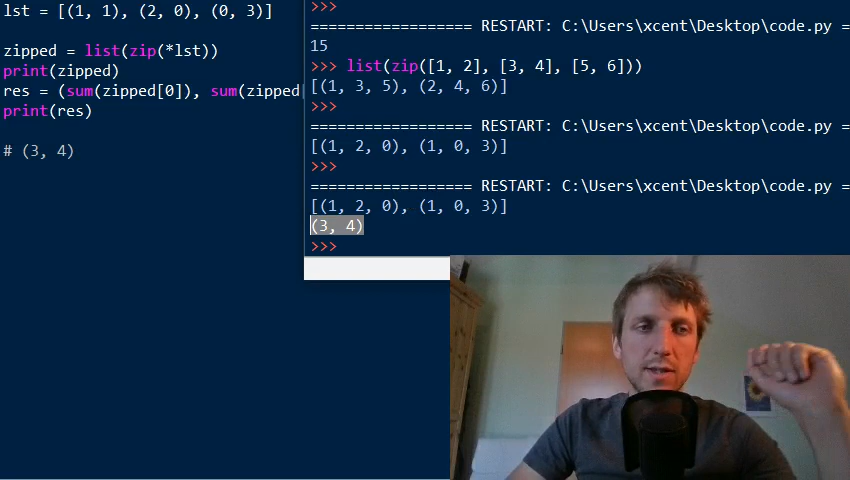 lst = [(1, 1), (2, 0), (0, 3)]
zipped = list(zip(*lst))
print(zipped)
res = (sum(zipped[0]), sum(zipped[
print(res)
# (3, 4)
>>>
================== RESTART: C:\Users\xcent\Desktop\code.py =
15
>>> list(zip([1, 2], [3, 4], [5, 6]))
[(1, 3, 5), (2, 4, 6)]
>>>
================== RESTART: C:\Users\xcent\Desktop\code.py =
[(1, 2, 0), (1, 0, 3)]
>>>
================== RESTART: C:\Users\xcent\Desktop\code.py =
[(1, 2, 0), (1, 0, 3)]
(3, 4)
>>>